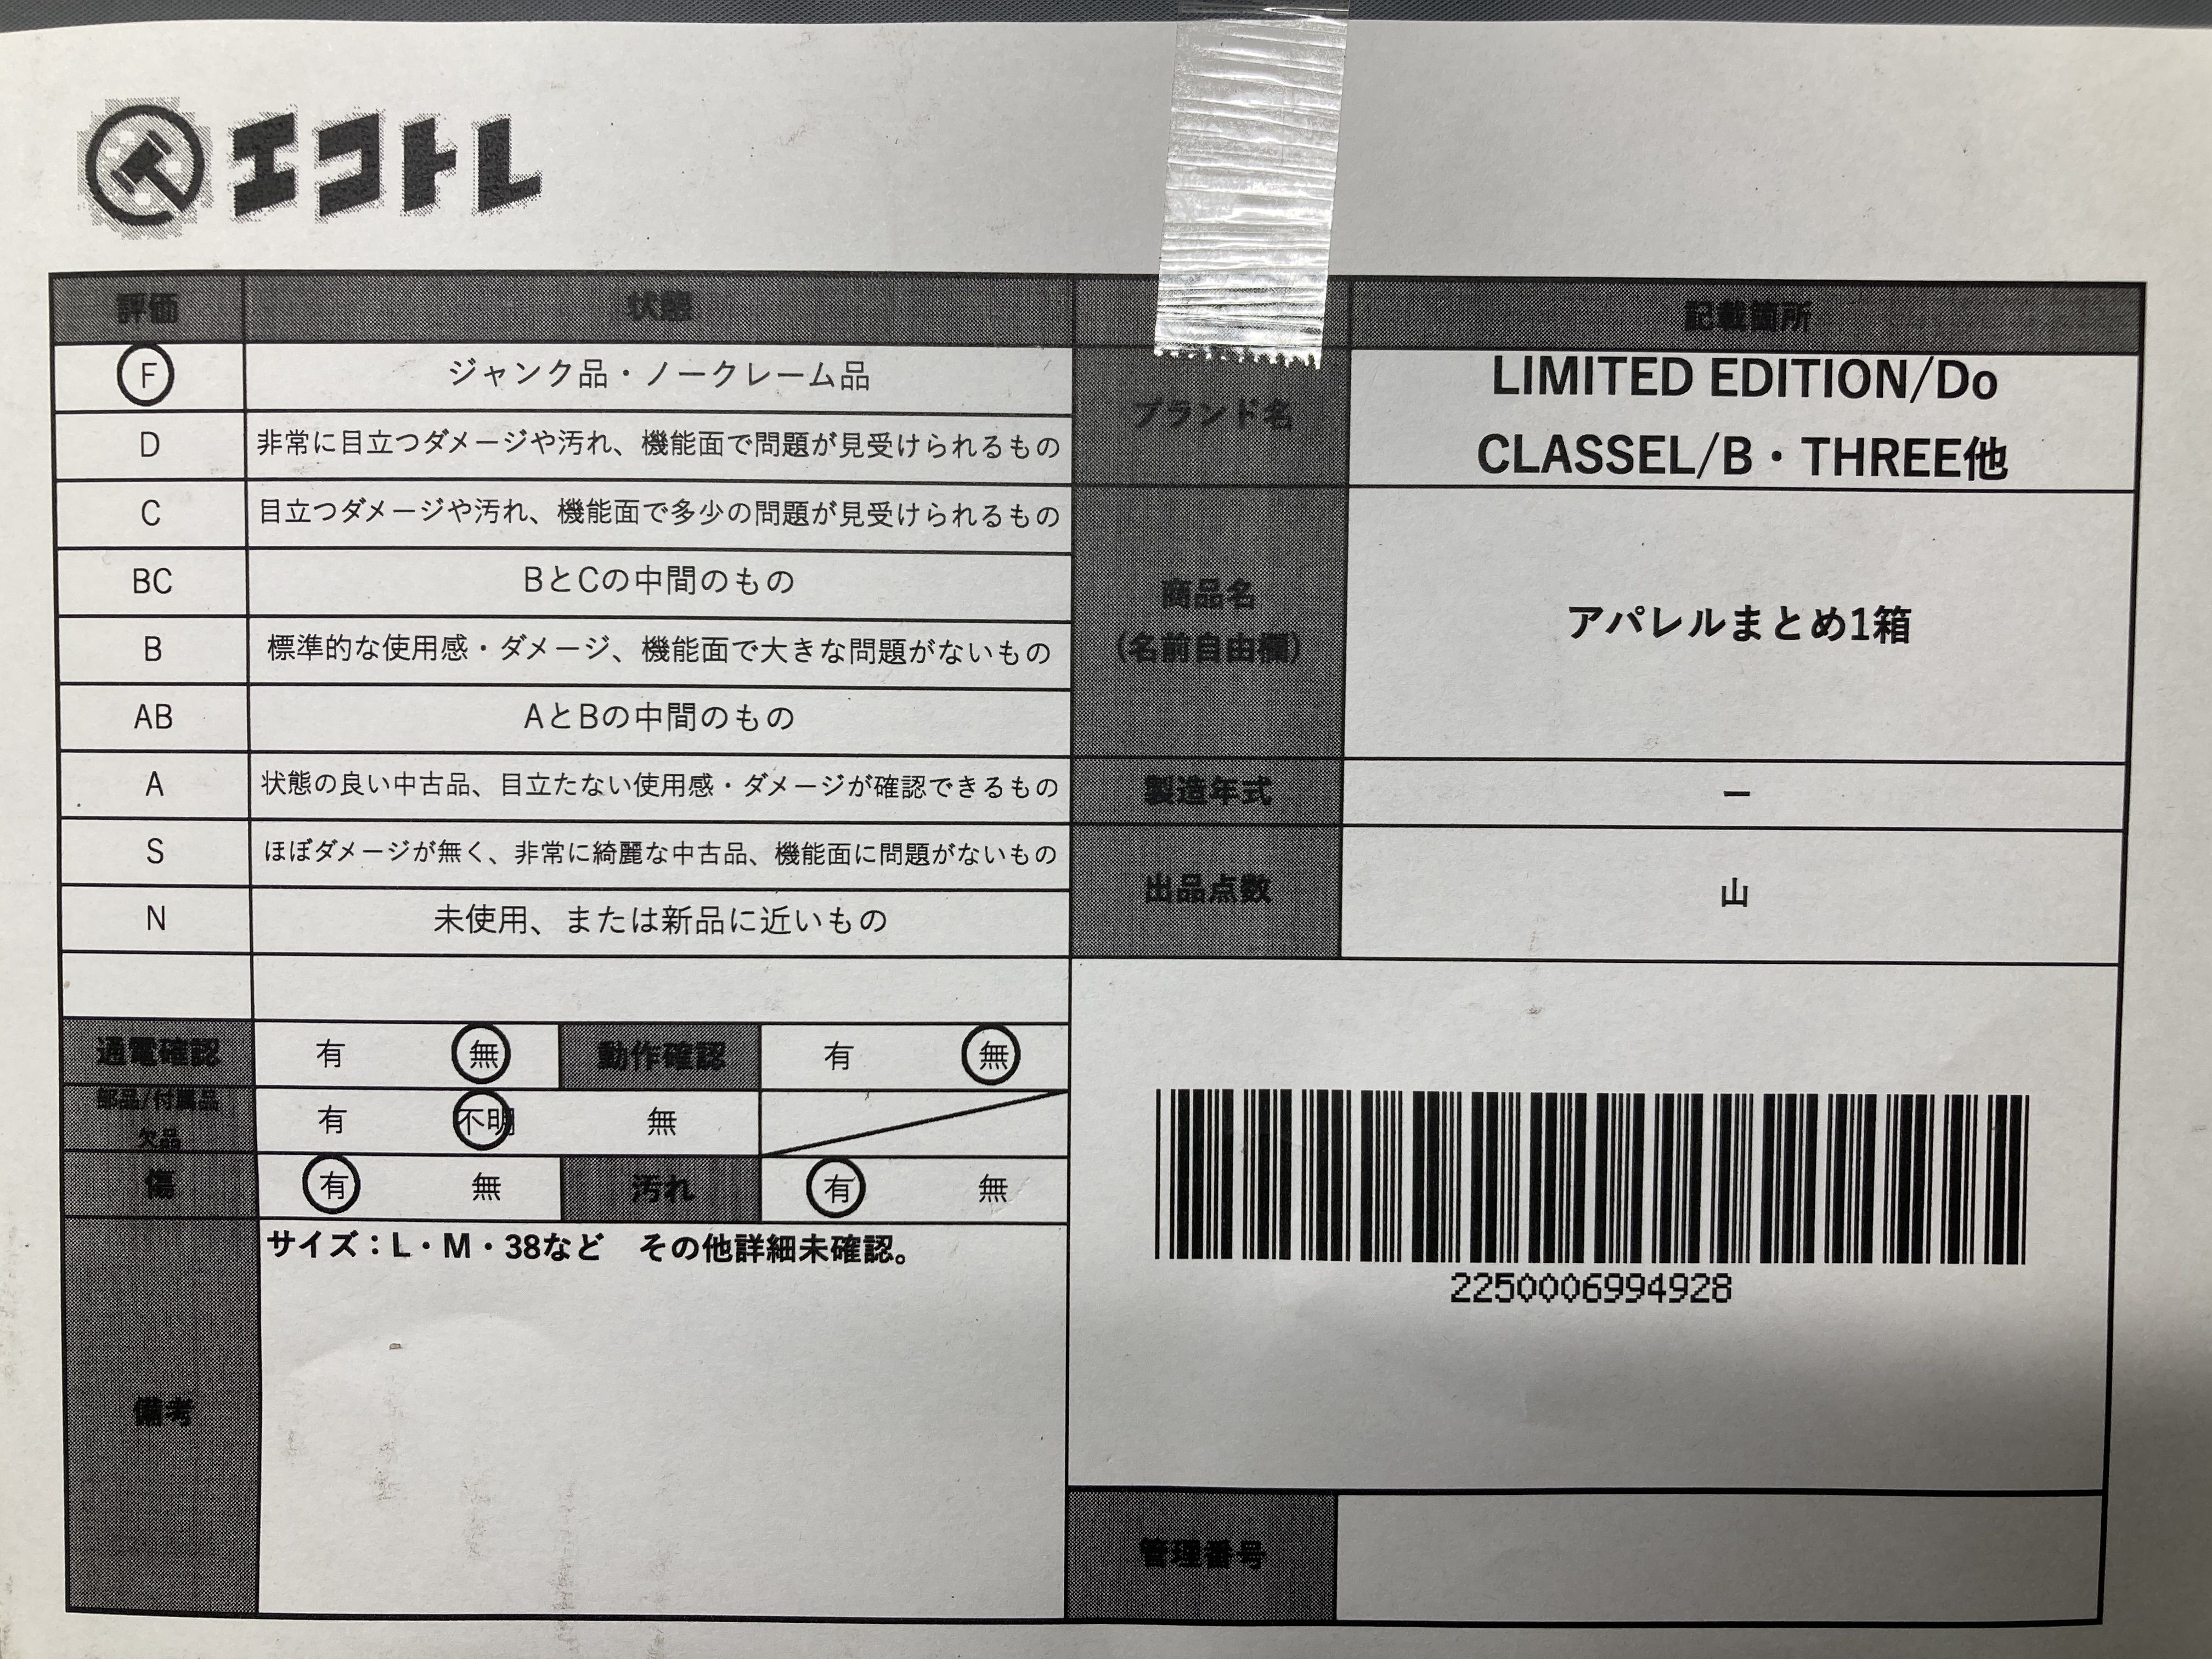 エコトレ
評価 状態 記載箇所
F ジャンク品・ノークレーム品
D 非常に目立つダメージや汚れ、機能面で問題が見受けられるもの
C 目立つダメージや汚れ、機能面で多少の問題が見受けられるもの
BC BとCの中間のもの
B 標準的な使用感・ダメージ、機能面で大きな問題がないもの
AB AとBの中間のもの
A 状態の良い中古品、目立たない使用感・ダメージが確認できるもの
S ほぼダメージが無く、非常に綺麗な中古品、機能面に問題がないもの
N 未使用、または新品に近いもの
ブランド名
LIMITED EDITION/Do
CLASSEL/B・THREE他
商品名
(名前自由欄)
アパレルまとめ1箱
製造年式 ー
出品点数 山
通電確認 有 無 動作確認 有 無
部品/付属品
欠品
有 不明 無
傷 有 無 汚れ 有 無
備考
サイズ：L・M・38など　その他詳細未確認。
2250006994928
管理番号